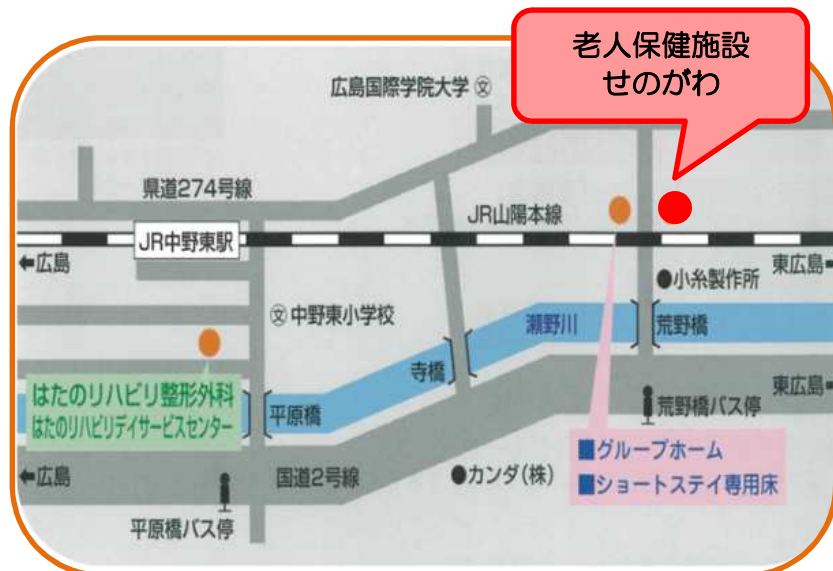 老人保健施設
せのがわ
広島国際学院大学 文
県道274号線
JR山陽本線
JR中野東駅
←広島
東広島→
●小糸製作所
文 中野東小学校
瀬野川
荒野橋
寺橋
はたのリハビリ整形外科
はたのリハビリデイサービスセンター
平原橋
東広島→
荒野橋バス停
■グループホーム
■ショートステイ専用床
←広島
国道2号線
●カンダ(株)
平原橋バス停